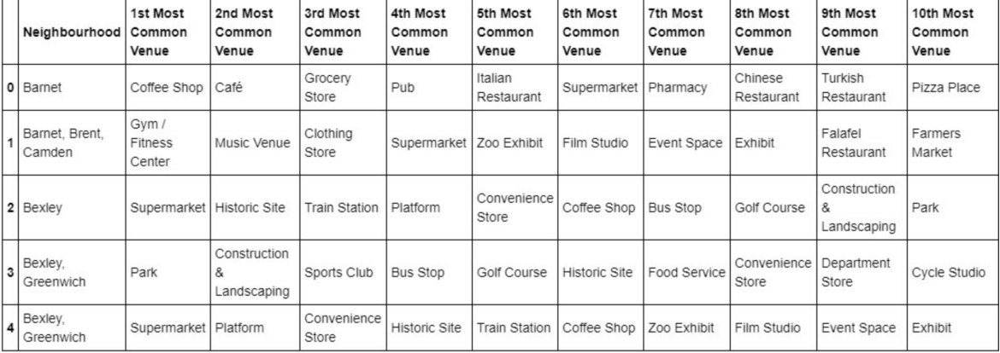 Neighbourhood 1st Most Common Venue 2nd Most Common Venue 3rd Most Common Venue 4th Most Common Venue 5th Most Common Venue 6th Most Common Venue 7th Most Common Venue 8th Most Common Venue 9th Most Common Venue 10th Most Common Venue
0 Barnet Coffee Shop Café Grocery Store Pub Italian Restaurant Supermarket Pharmacy Chinese Restaurant Turkish Restaurant Pizza Place
1 Barnet, Brent, Camden Gym / Fitness Center Music Venue Clothing Store Supermarket Zoo Exhibit Film Studio Event Space Exhibit Falafel Restaurant Farmers Market
2 Bexley Supermarket Historic Site Train Station Platform Convenience Store Coffee Shop Bus Stop Golf Course Construction & Landscaping Park
3 Bexley, Greenwich Park Construction & Landscaping Sports Club Bus Stop Golf Course Historic Site Food Service Convenience Store Department Store Cycle Studio
4 Bexley, Greenwich Supermarket Platform Convenience Store Historic Site Train Station Coffee Shop Zoo Exhibit Film Studio Event Space Exhibit